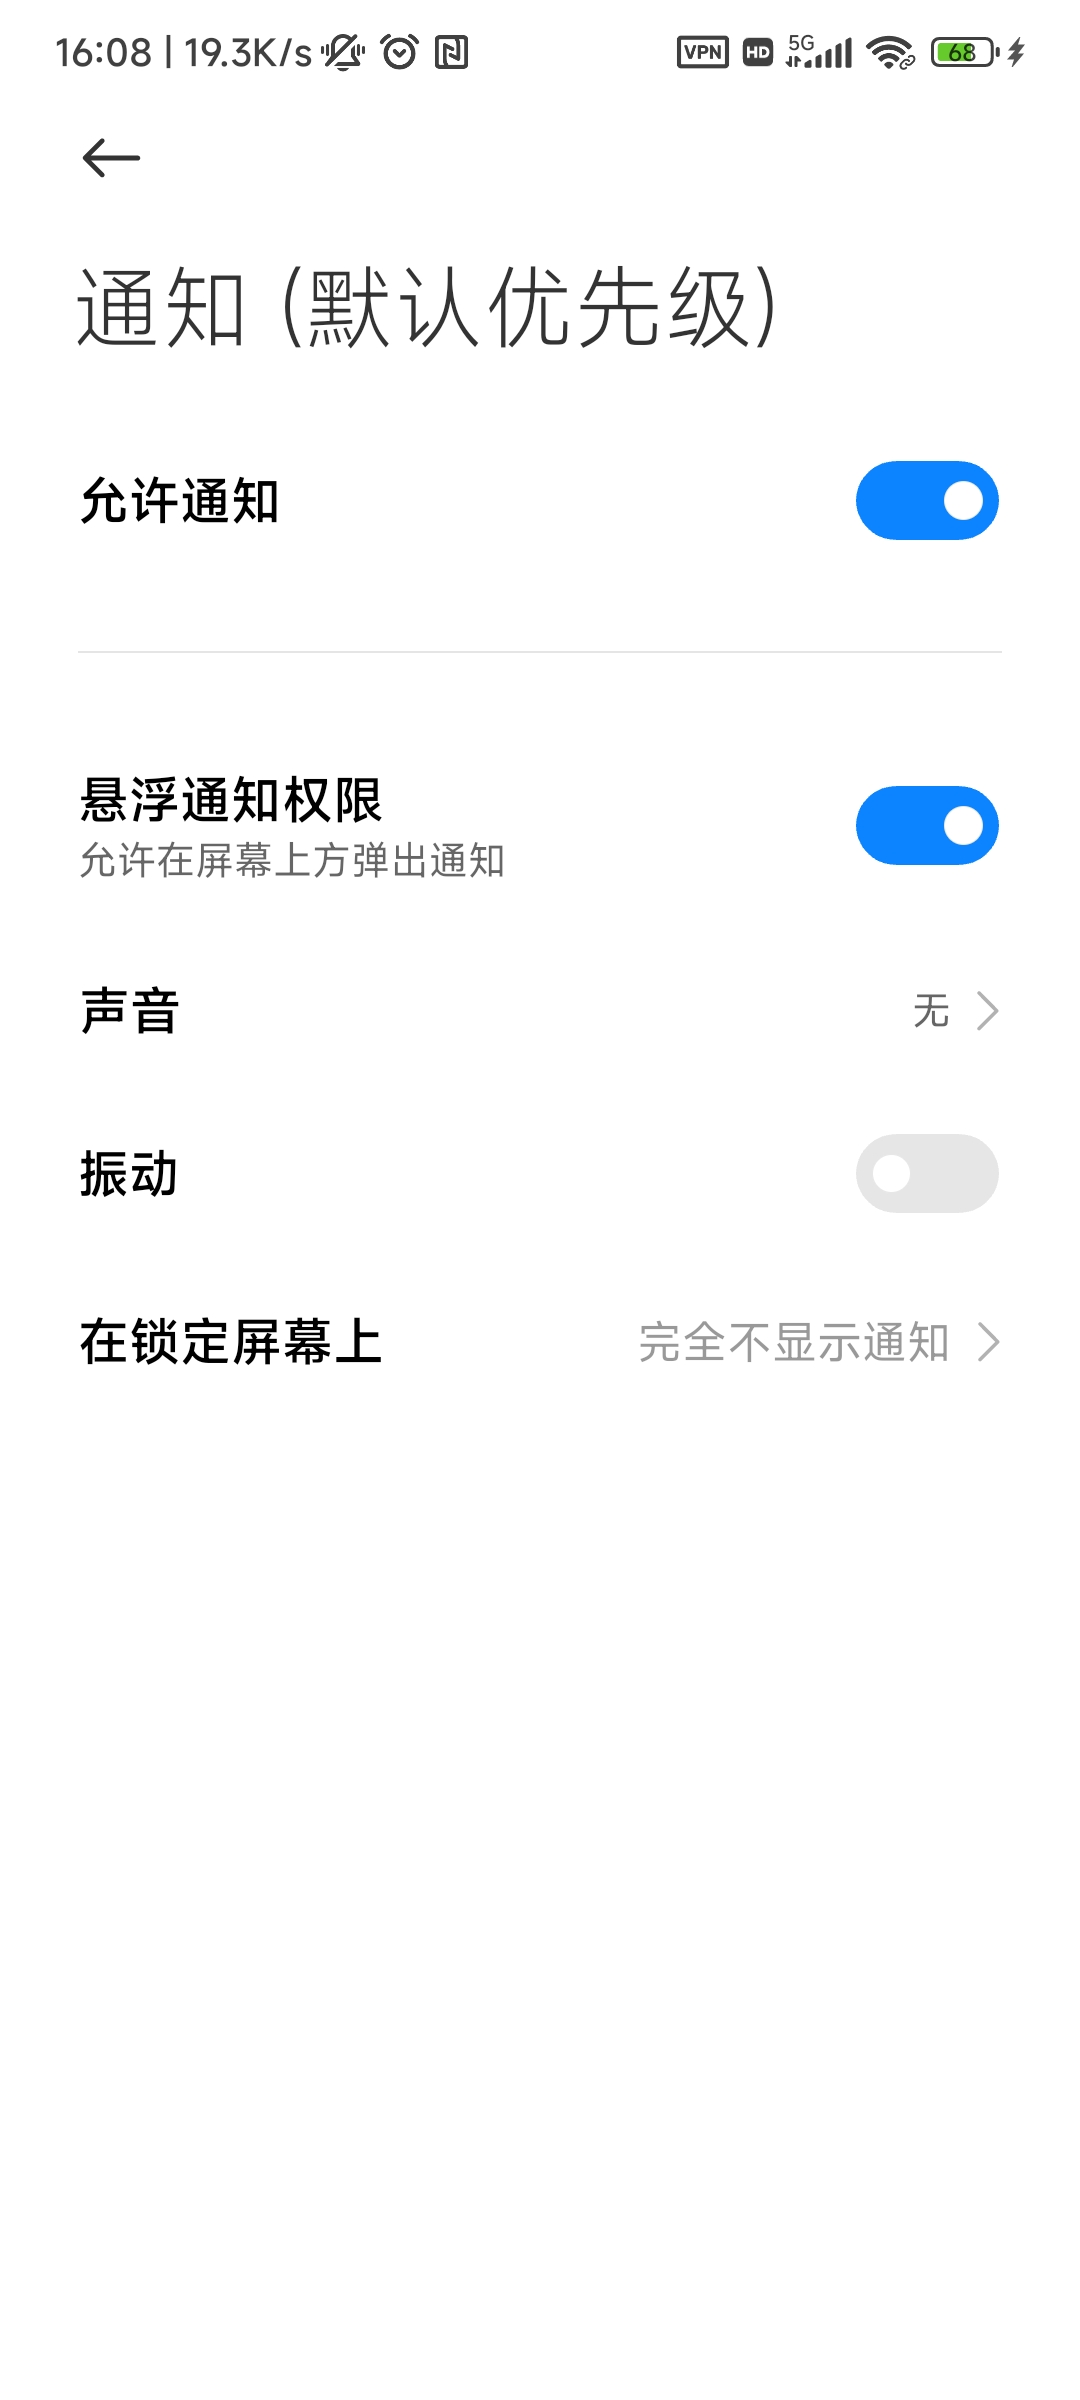 16:08 | 19.3K/s
VPN HD 5G 68
通知 (默认优先级)
允许通知
悬浮通知权限
允许在屏幕上方弹出通知
声音 无
振动
在锁定屏幕上 完全不显示通知